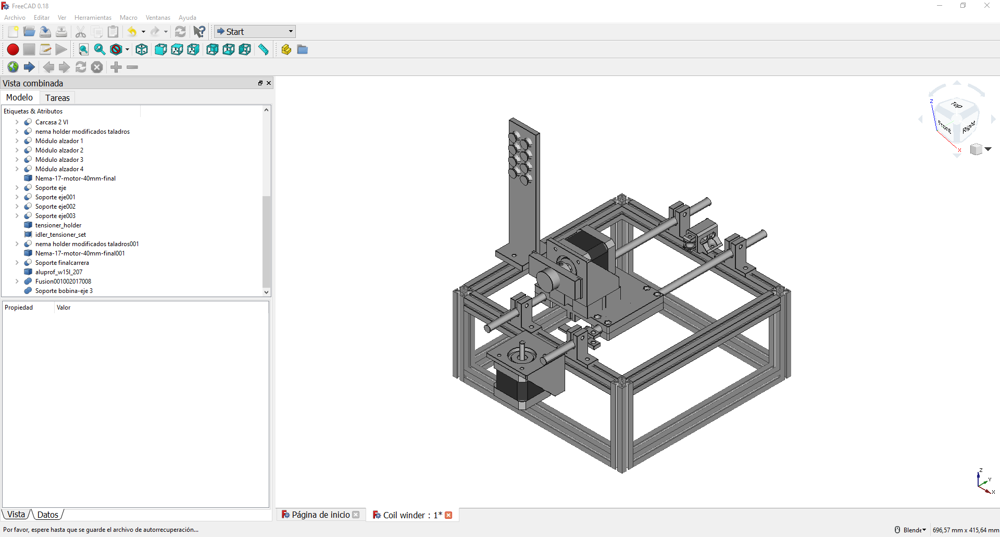 FreeCAD 0.18
Archivo Editar Ver Herramientas Macro Ventanas Ayuda
Start
Vista combinada
Modelo Tareas
Etiquetas & Atributos
Carcasa 2 VI
nema holder modificados taladros
Módulo alzador 1
Módulo alzador 2
Módulo alzador 3
Módulo alzador 4
Nema-17-motor-40mm-final
Soporte eje
Soporte eje001
Soporte eje002
Soporte eje003
tensioner_holder
idler_tensioner_set
nema holder modificados taladros001
Nema-17-motor-40mm-final001
Soporte finalcarrera
aluprof_w15l_207
Fusion001002017008
Soporte bobina-eje 3
Propiedad Valor
Vista Datos
Top
Front
Right
Z
X
Z
Y
X
Página de inicio
Coil winder : 1*
Por favor, espere hasta que se guarde el archivo de autorrecuperación...
Blende
696,57 mm x 415,64 mm